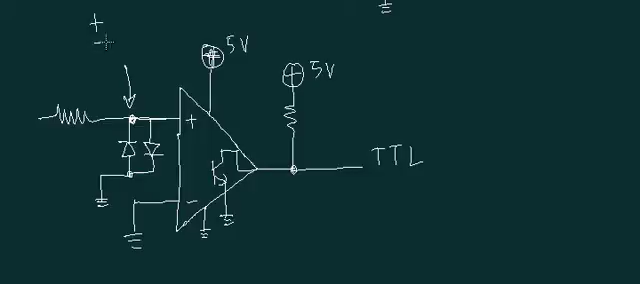 +
-+
5V
5V
+
TTL
-